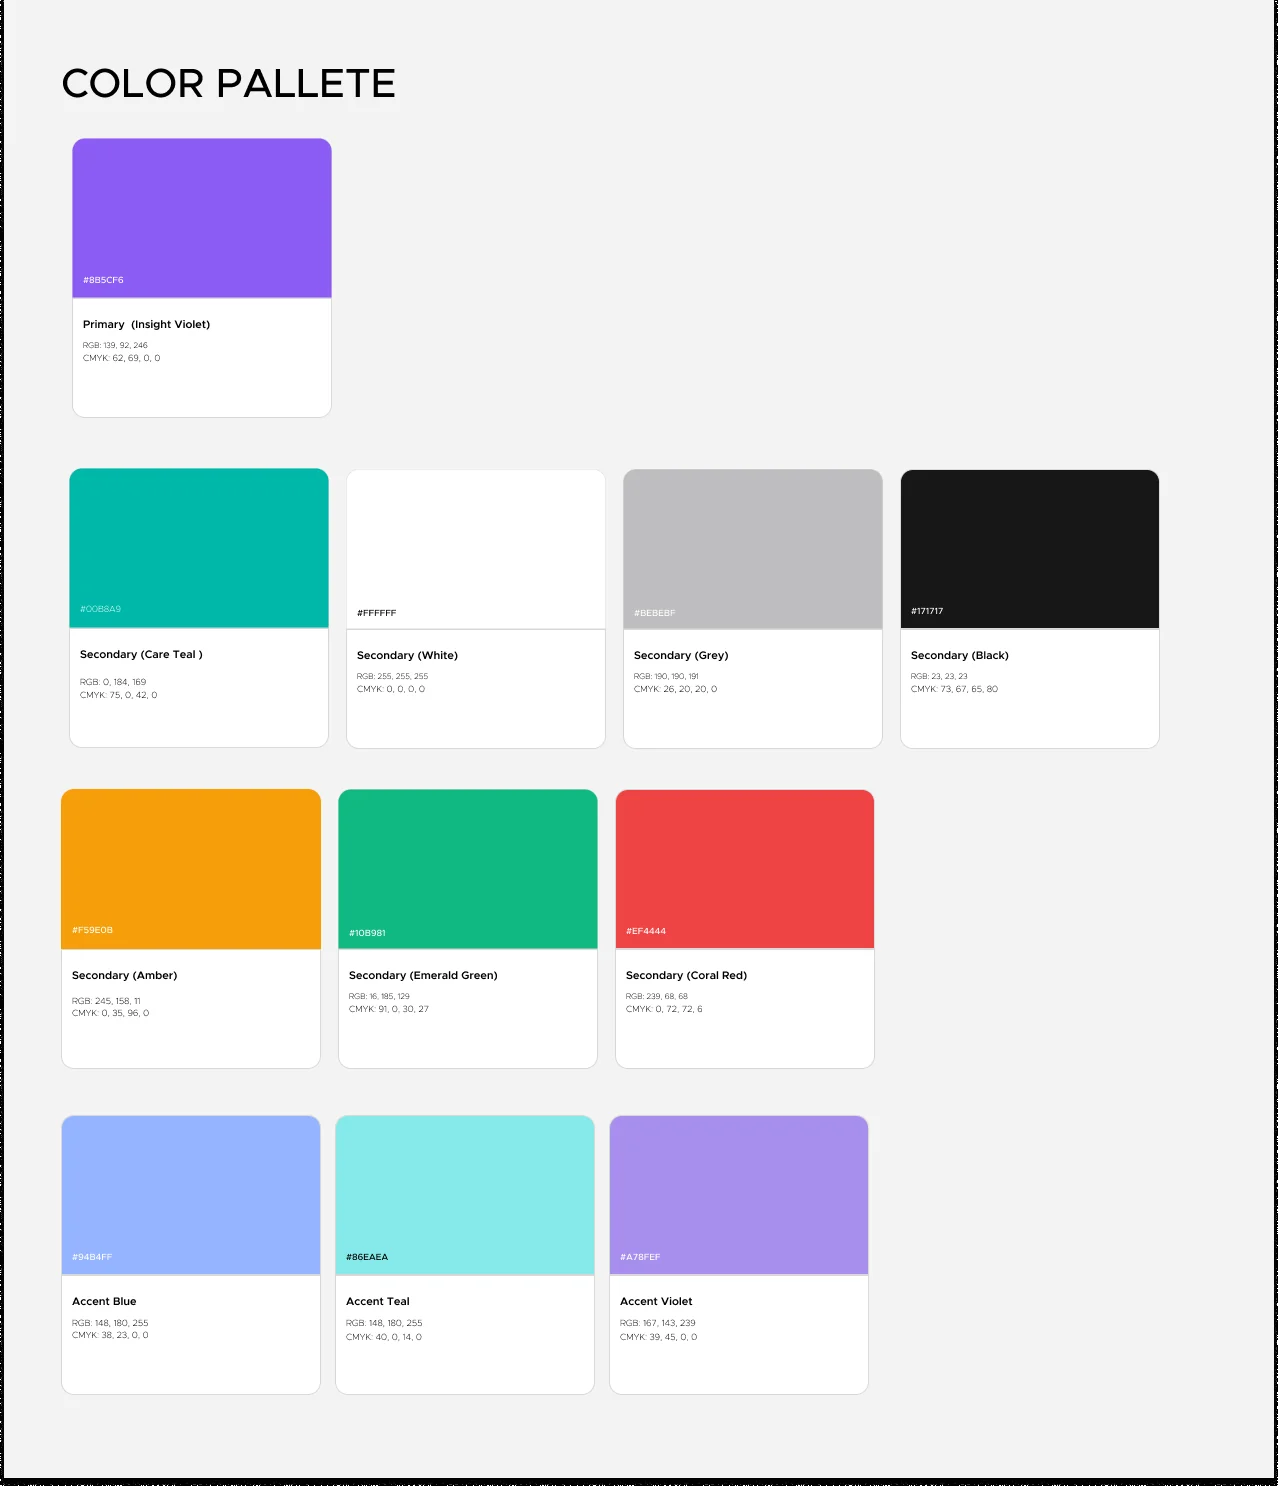 COLOR PALLETE
#8B5CF6
Primary  (Insight Violet)
RGB: 139, 92, 246
CMYK: 62, 69, 0, 0
#00B8A9
Secondary (Care Teal )
RGB: 0, 184, 169
CMYK: 75, 0, 42, 0
#FFFFFF
Secondary (White)
RGB: 255, 255, 255
CMYK: 0, 0, 0, 0
#BEBEBF
Secondary (Grey)
RGB: 190, 190, 191
CMYK: 26, 20, 20, 0
#171717
Secondary (Black)
RGB: 23, 23, 23
CMYK: 73, 67, 65, 80
#F59E0B
Secondary (Amber)
RGB: 245, 158, 11
CMYK: 0, 35, 96, 0
#10B981
Secondary (Emerald Green)
RGB: 16, 185, 129
CMYK: 91, 0, 30, 27
#EF4444
Secondary (Coral Red)
RGB: 239, 68, 68
CMYK: 0, 72, 72, 6
#94B4FF
Accent Blue
RGB: 148, 180, 255
CMYK: 38, 23, 0, 0
#86EAEA
Accent Teal
RGB: 148, 180, 255
CMYK: 40, 0, 14, 0
#A78FEF
Accent Violet
RGB: 167, 143, 239
CMYK: 39, 45, 0, 0